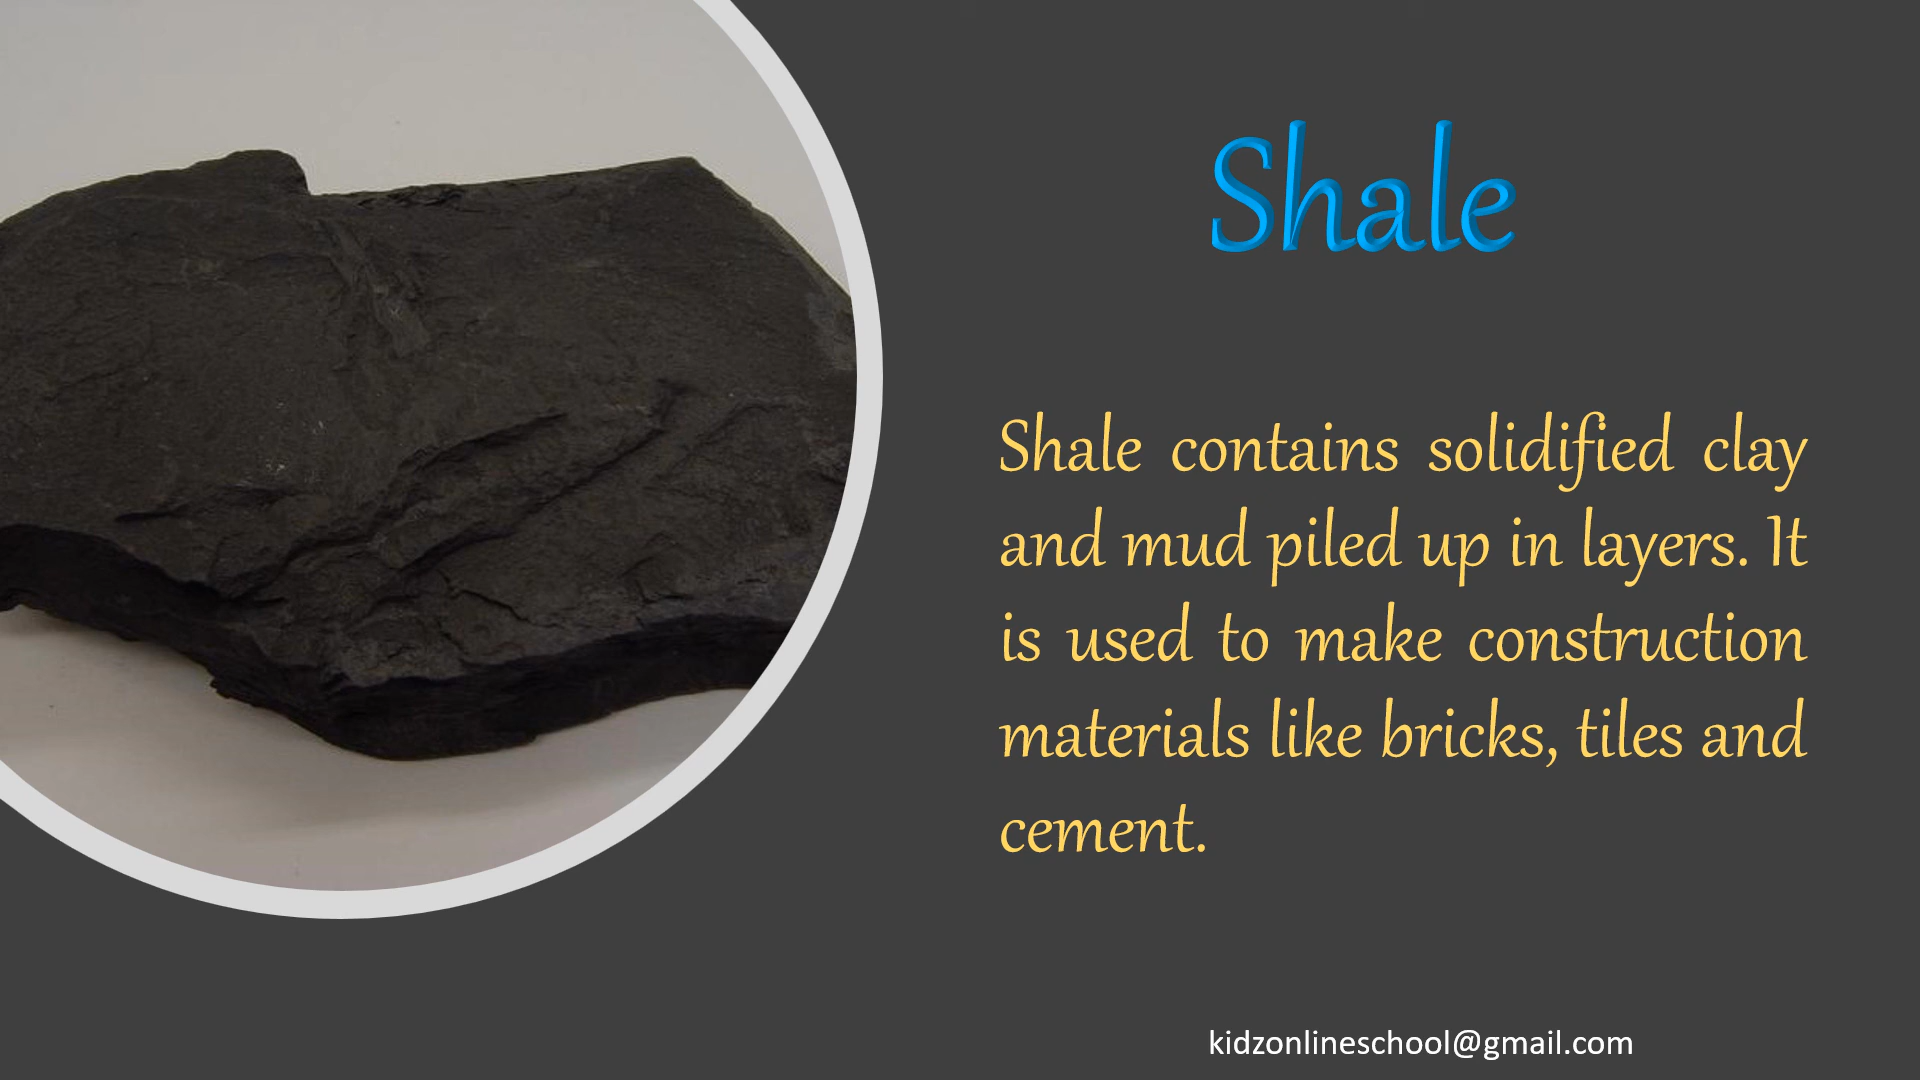 Shale
Shale contains solidified clay
and mud piled up in layers. It
is used to make construction
materials like bricks, tiles and
cement.
kidzonlineschool@gmail.com